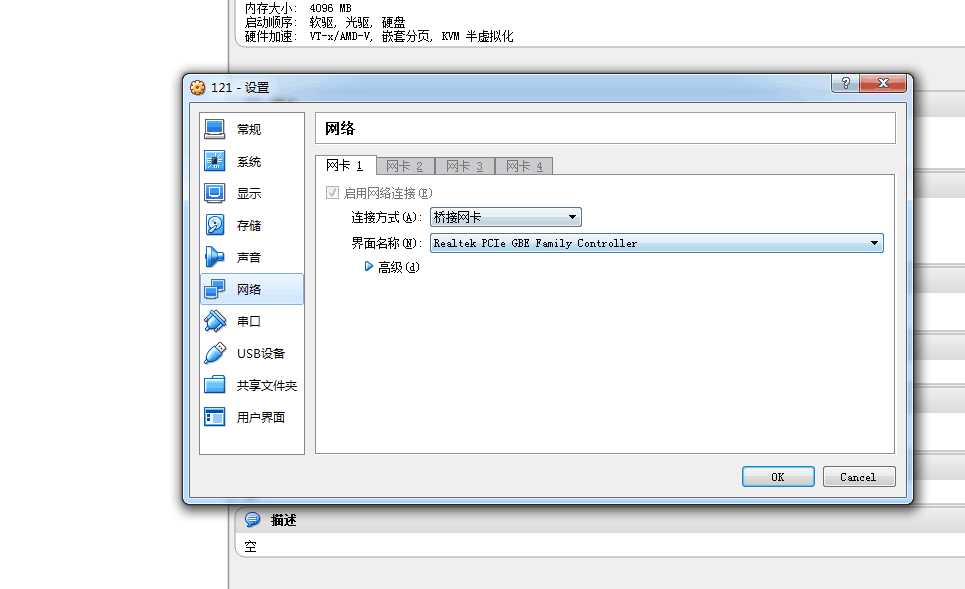 内存大小: 4096 MB
启动顺序: 软驱, 光驱, 硬盘
硬件加速: VT-x/AMD-V, 嵌套分页, KVM 半虚拟化
121 - 设置
?
常规
系统
显示
存储
声音
网络
串口
USB设备
共享文件夹
用户界面
网络
网卡 1 网卡 2 网卡 3 网卡 4
启用网络连接(E)
连接方式(A): 桥接网卡
界面名称(N): Realtek PCIe GBE Family Controller
高级(d)
OK Cancel
描述
空